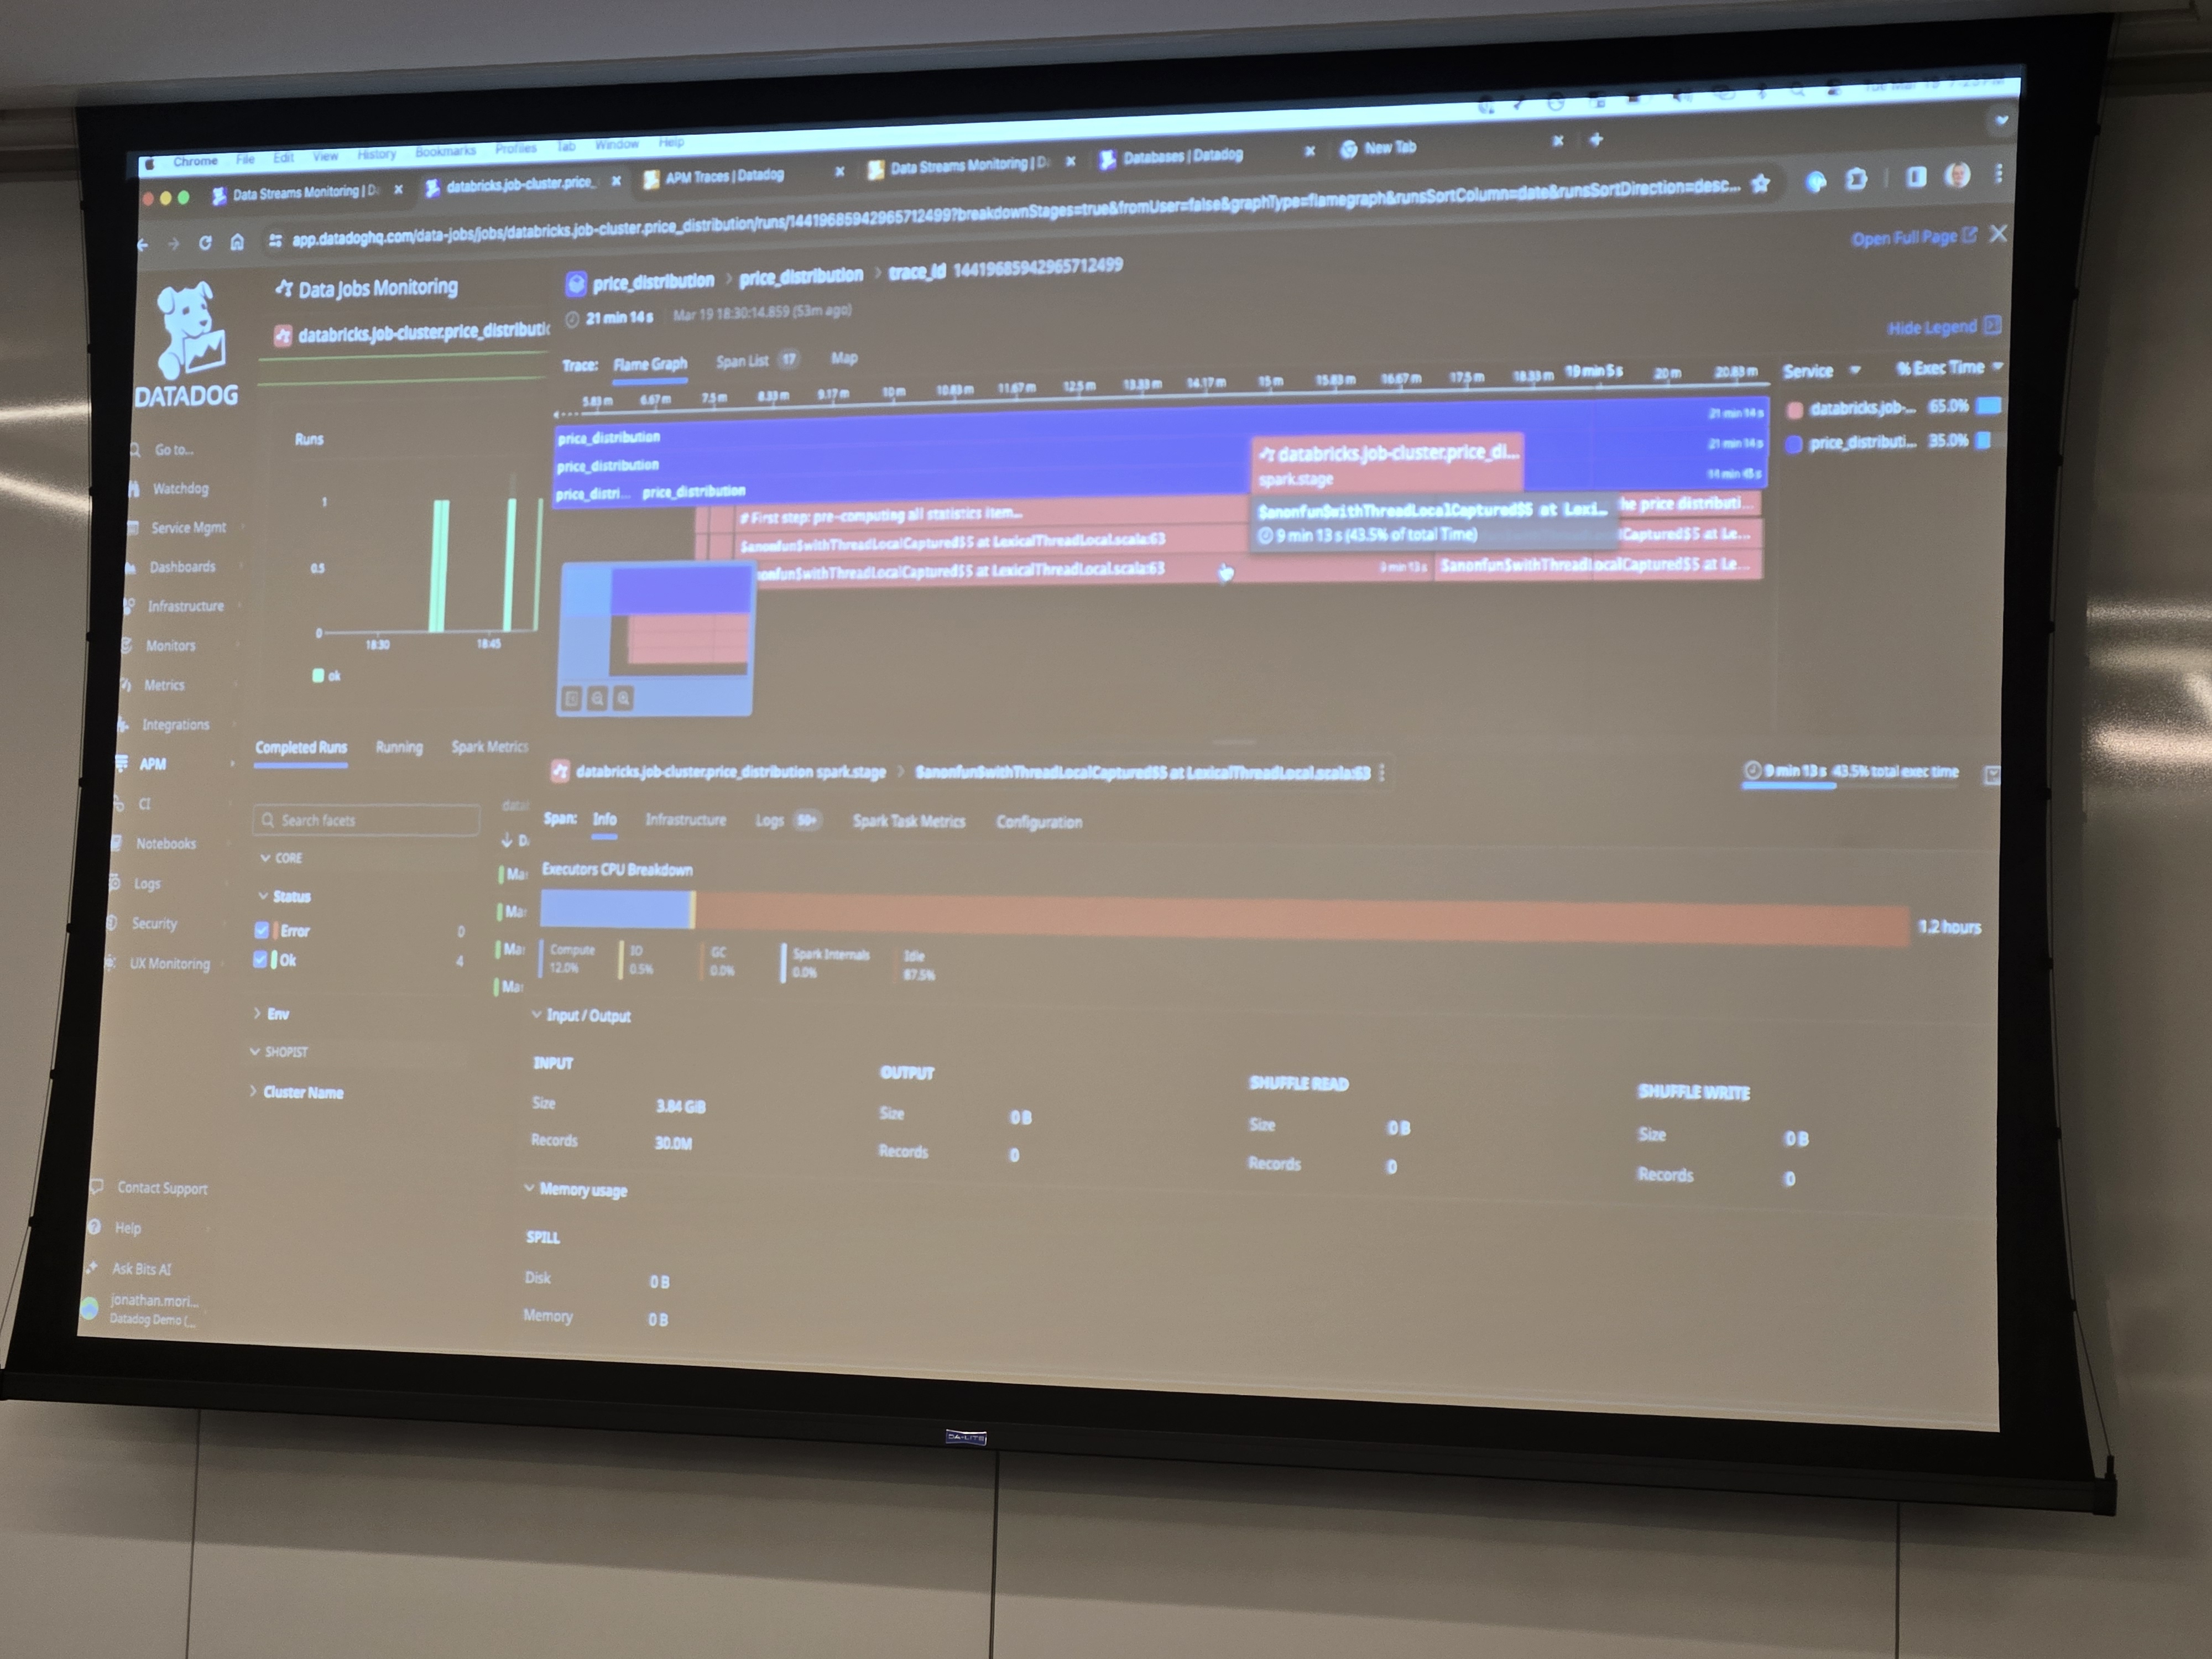 Chrome File Edit View History Bookmarks Profiles Tab Window Help
Data Streams Monitoring | D
databricks.job-cluster.price_
APM Traces | Datadog
Data Streams Monitoring | D
Databases | Datadog
New Tab
app.datadoghq.com/data-jobs/jobs/databricks.job-cluster.price_distribution/runs/14419685942965712499?breakdownStages=true&fromUser=false&graphType=flamegraph&runsSortColumn=date&runsSortDirection=desc...
DATADOG
Go to...
Watchdog
Service Mgmt
Dashboards
Infrastructure
Monitors
Metrics
Integrations
APM
CI
Notebooks
Logs
Security
UX Monitoring
Contact Support
Help
Ask Bits AI
jonathan.mori...
Datadog Demo (...
Data Jobs Monitoring
databricks.job-cluster.price_distributi
Runs
1
0.5
0
18:30 18:45
ok
Completed Runs Running Spark Metrics
Search facets
CORE
Status
Error 0
Ok 4
Env
SHOPIST
Cluster Name
Mar
Mar
Mar
Mar
Open Full Page
price_distribution > price_distribution > trace_id 14419685942965712499
21 min 14 s Mar 19 18:30:14.859 (53m ago)
Hide Legend
Trace: Flame Graph Span List 17 Map
5.83 m 6.67 m 7.5 m 8.33 m 9.17 m 10 m 10.83 m 11.67 m 12.5 m 13.33 m 14.17 m 15 m 15.83 m 16.67 m 17.5 m 18.33 m 19 min 5 s 20 m 20.83 m
Service % Exec Time
databricks.job-... 65.0%
price_distributi... 35.0%
price_distribution 21 min 14 s
price_distribution 21 min 14 s
price_distri... price_distribution
databricks.job-cluster.price_di...
spark.stage
$anonfun$withThreadLocalCaptured$5 at Lexi...
9 min 13 s (43.5% of total Time)
# First step: pre-computing all statistics item...
he price distributi...
$anonfun$withThreadLocalCaptured$5 at LexicalThreadLocal.scala:63
Captured$5 at Le...
onfun$withThreadLocalCaptured$5 at LexicalThreadLocal.scala:63 9 min 13 s
$anonfun$withThreadLocalCaptured$5 at Le...
databricks.job-cluster.price_distribution spark.stage > $anonfun$withThreadLocalCaptured$5 at LexicalThreadLocal.scala:63
9 min 13 s 43.5% total exec time
Span: Info Infrastructure Logs 50+ Spark Task Metrics Configuration
Executors CPU Breakdown
1.2 hours
Compute IO GC Spark Internals Idle
12.0% 0.5% 0.0% 0.0% 87.5%
Input / Output
INPUT
Size 3.84 GiB
Records 30.0M
OUTPUT
Size 0 B
Records 0
SHUFFLE READ
Size 0 B
Records 0
SHUFFLE WRITE
Size 0 B
Records 0
Memory usage
SPILL
Disk 0 B
Memory 0 B
DA-LITE